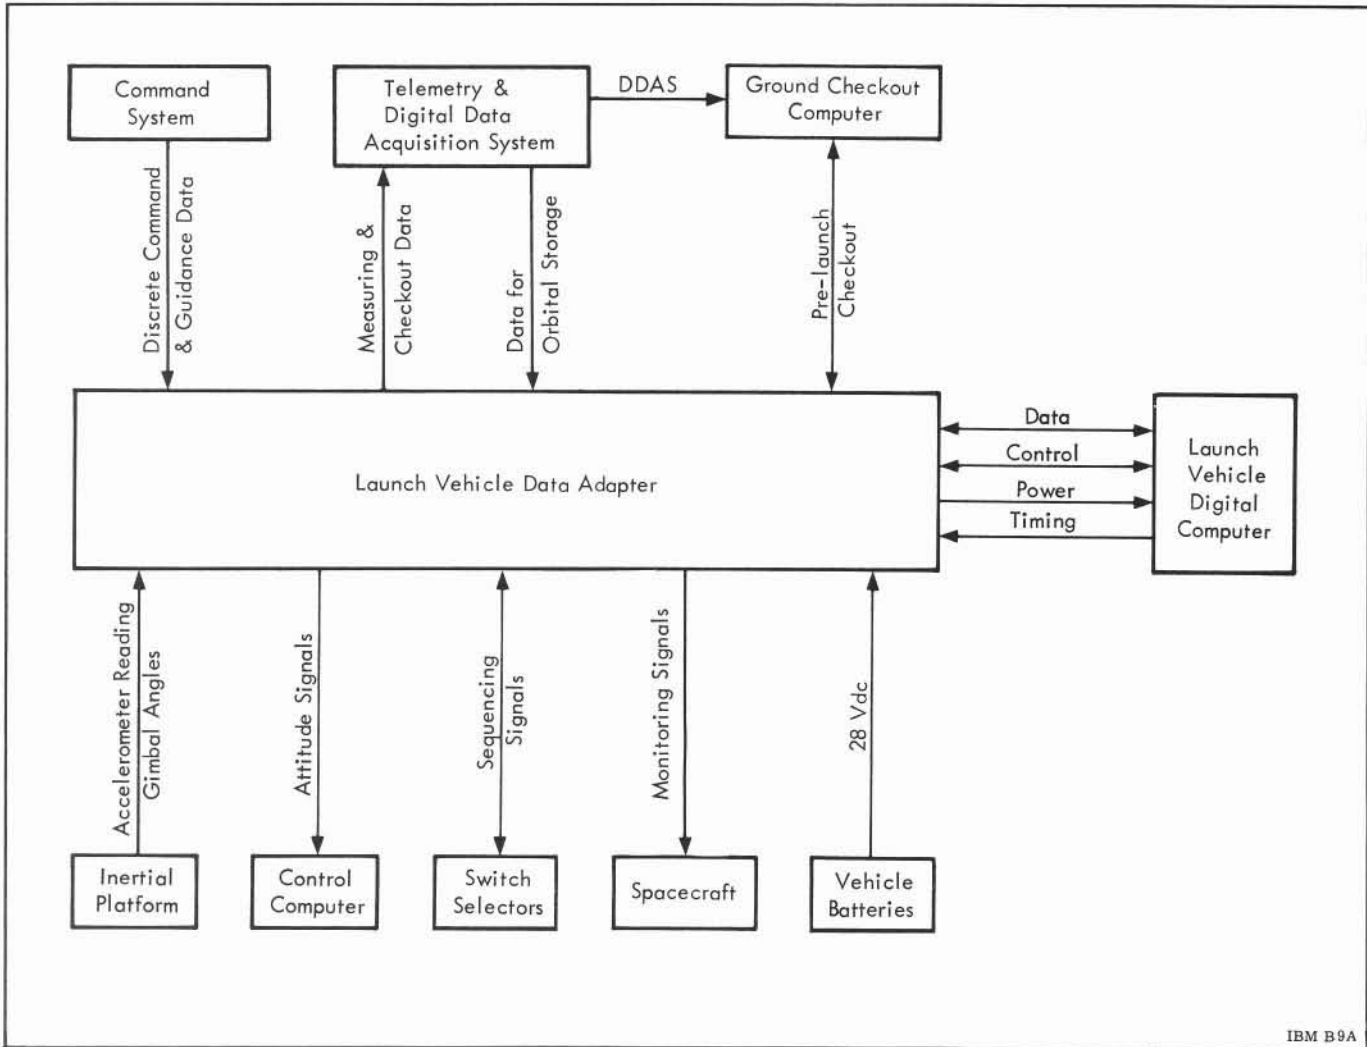 Command
System
Telemetry &
Digital Data
Acquisition System
DDAS
Ground Checkout
Computer
Discrete Command
& Guidance Data
Measuring &
Checkout Data
Data for
Orbital Storage
Pre-launch
Checkout
Launch Vehicle Data Adapter
Data
Control
Power
Timing
Launch
Vehicle
Digital
Computer
Accelerometer Reading
Gimbal Angles
Attitude Signals
Sequencing
Signals
Monitoring Signals
28 Vdc
Inertial
Platform
Control
Computer
Switch
Selectors
Spacecraft
Vehicle
Batteries
IBM B9A